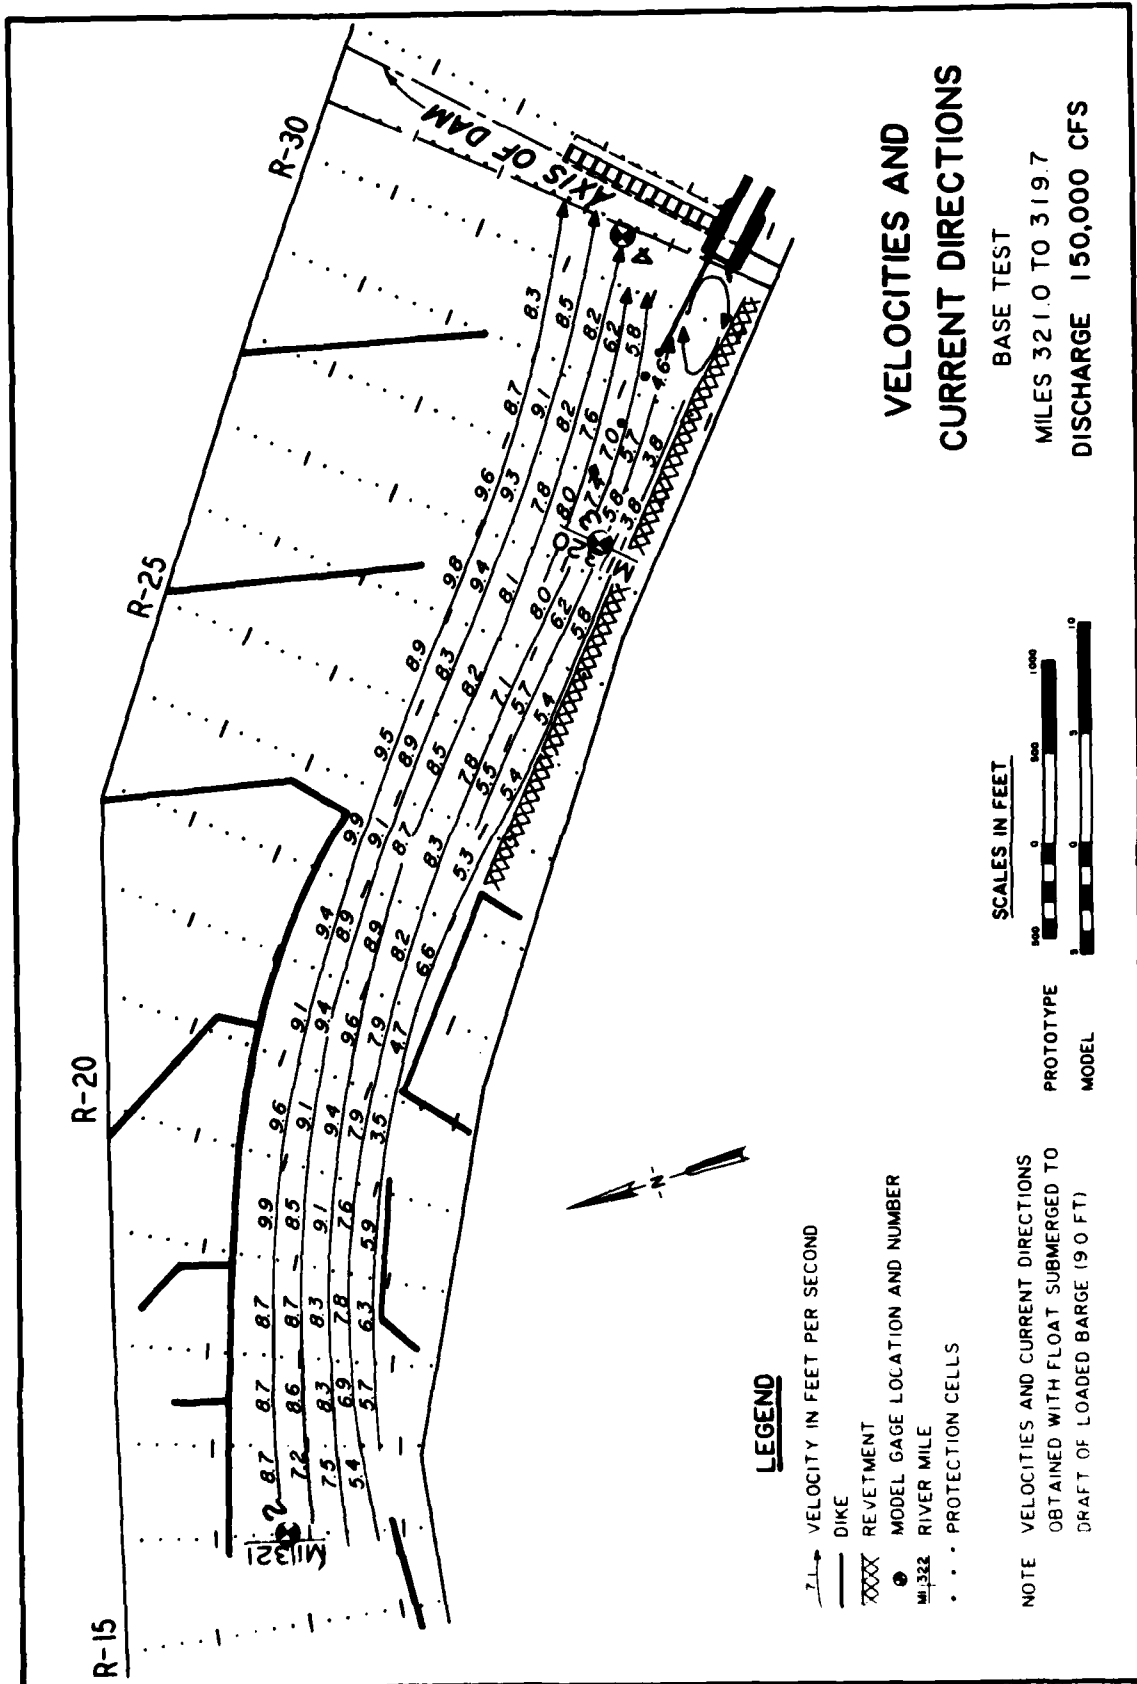 VELOCITIES AND
CURRENT DIRECTIONS
BASE TEST
MILES 321.0 TO 319.7
DISCHARGE 150,000 CFS
R-15
R-20
R-25
R-30
AXIS OF DAM
MI 321
2
3
4
8.7 8.7 8.7 9.9 9.6 9.1 9.4 9.9 9.5 8.9 9.8 9.6 8.7 8.3
7.2 8.6 8.7 8.5 9.1 9.4 8.9 9.1 8.9 8.3 9.4 9.3 9.1 8.5
7.5 8.3 8.3 9.1 9.4 9.6 8.9 8.7 8.5 8.2 8.1 7.8 8.2 8.2
5.4 6.9 7.8 7.6 7.9 7.9 8.2 8.3 7.8 7.1 8.0 8.0 7.6 6.2
5.7 6.3 5.9 3.5 4.7 6.6 5.3 5.5 5.7 6.2 7.4 7.0 5.8
5.4 5.4 5.8 5.8 5.7 4.6
3.8 3.8
LEGEND
7.1 VELOCITY IN FEET PER SECOND
DIKE
REVETMENT
MODEL GAGE LOCATION AND NUMBER
MI 322 RIVER MILE
PROTECTION CELLS
NOTE VELOCITIES AND CURRENT DIRECTIONS
OBTAINED WITH FLOAT SUBMERGED TO
DRAFT OF LOADED BARGE (9.0 FT)
N
SCALES IN FEET
PROTOTYPE 500 0 500 1000
MODEL 5 0 5 10